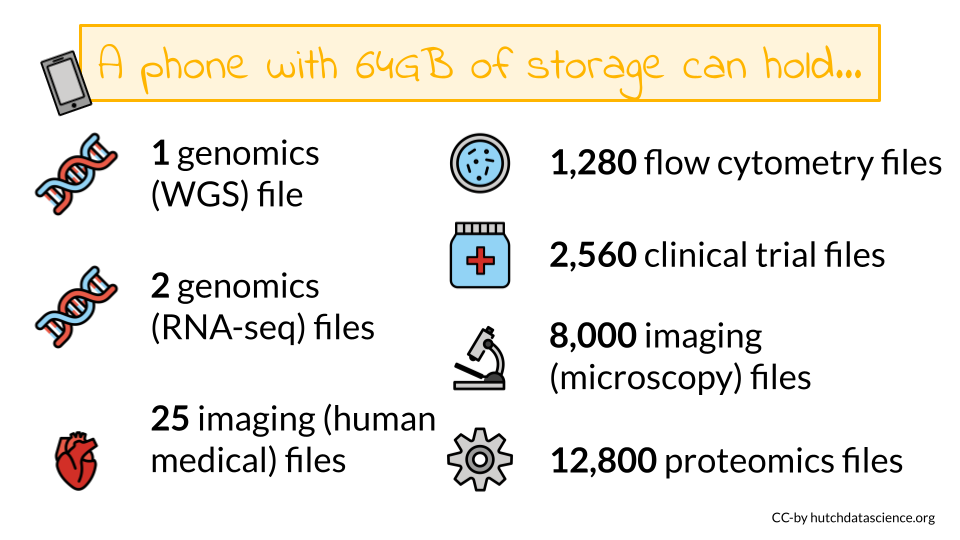 A phone with 64GB of storage can hold...
1 genomics
(WGS) file
2 genomics
(RNA-seq) files
25 imaging (human
medical) files
1,280 flow cytometry files
2,560 clinical trial files
8,000 imaging
(microscopy) files
12,800 proteomics files
CC-by hutchdatascience.org